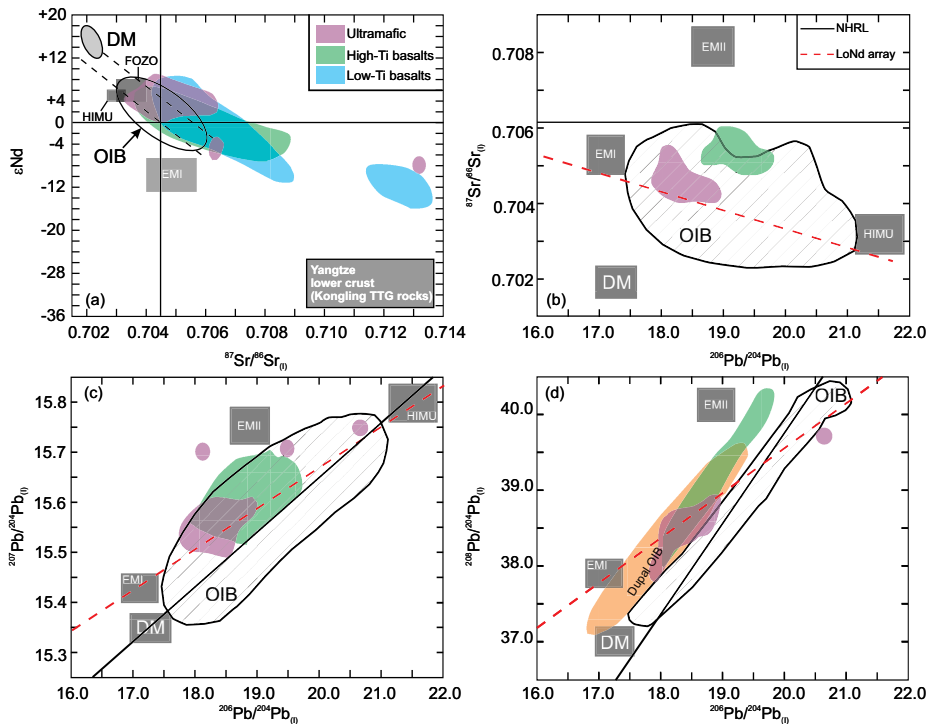 +20
+12
+4
0
-4
-12
-20
-28
-36
εNd
DM
FOZO
HIMU
OIB
EMI
Ultramafic
High-Ti basalts
Low-Ti basalts
Yangtze
lower crust
(Kongling TTG rocks)
(a)
0.702 0.704 0.706 0.708 0.710 0.712 0.714
87Sr/86Sr(I)
0.708
0.706
0.704
0.702
87Sr/86Sr(I)
EMII
NHRL
LoNd array
EMI
OIB
HIMU
DM
(b)
16.0 17.0 18.0 19.0 20.0 21.0 22.0
206Pb/204Pb(I)
(c)
15.8
15.7
15.6
15.5
15.4
15.3
207Pb/204Pb(I)
EMII
HIMU
EMI
OIB
DM
16.0 17.0 18.0 19.0 20.0 21.0 22.0
206Pb/204Pb(I)
(d)
40.0
39.0
38.0
37.0
208Pb/204Pb(I)
EMII
OIB
EMI
Dupal OIB
DM
16.0 17.0 18.0 19.0 20.0 21.0 22.0
206Pb/204Pb(I)